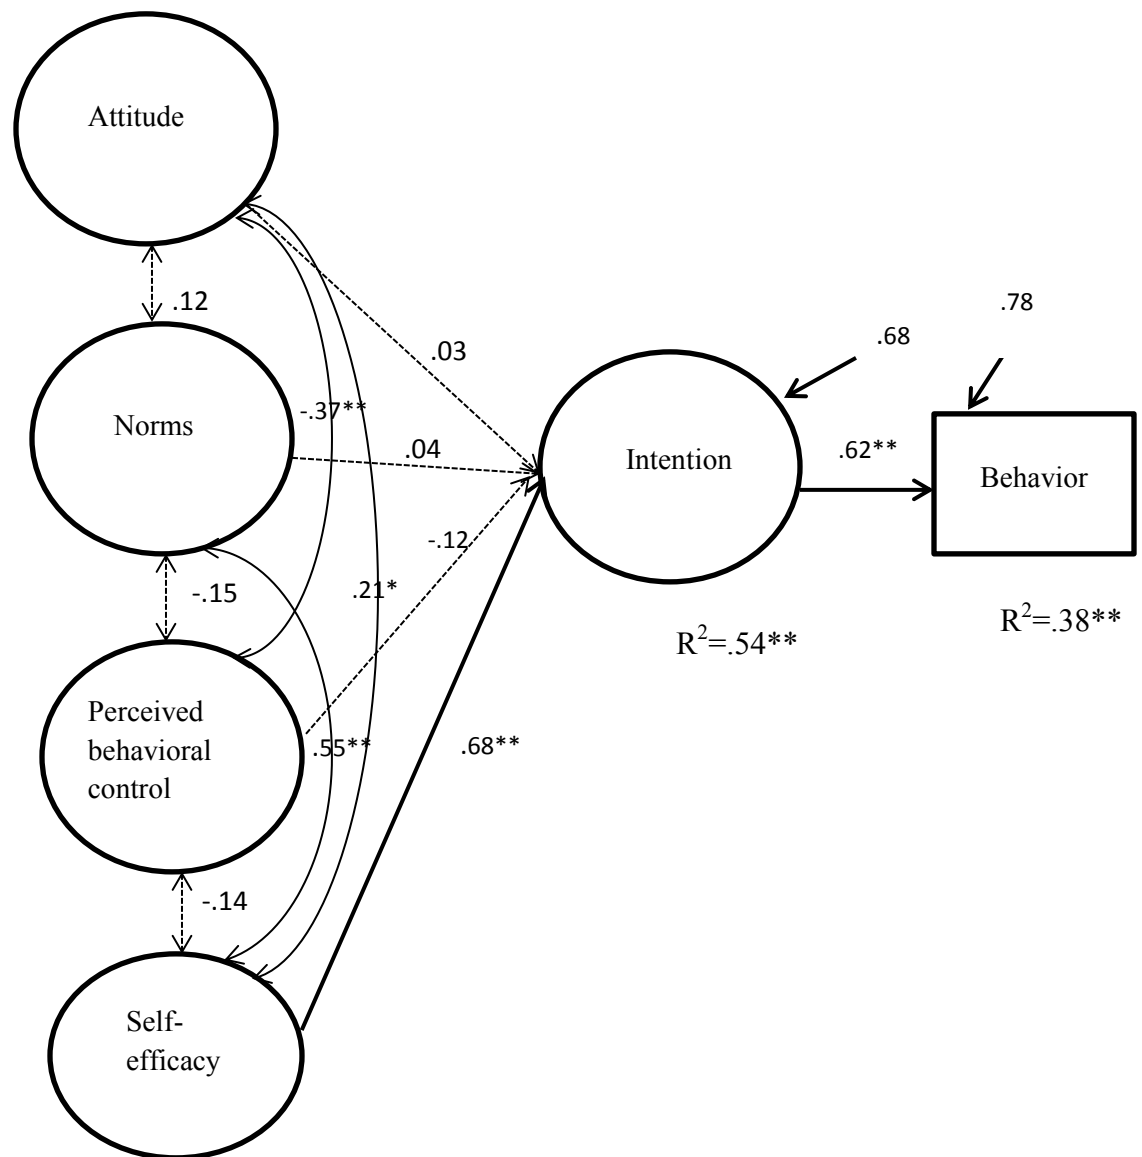 Attitude
.12
.78
.68
.03
Norms
-.37**
.04
Intention
.62**
Behavior
-.12
-.15
.21*
R²=.54**
R²=.38**
Perceived
behavioral
control
.55**
.68**
-.14
Self-
efficacy